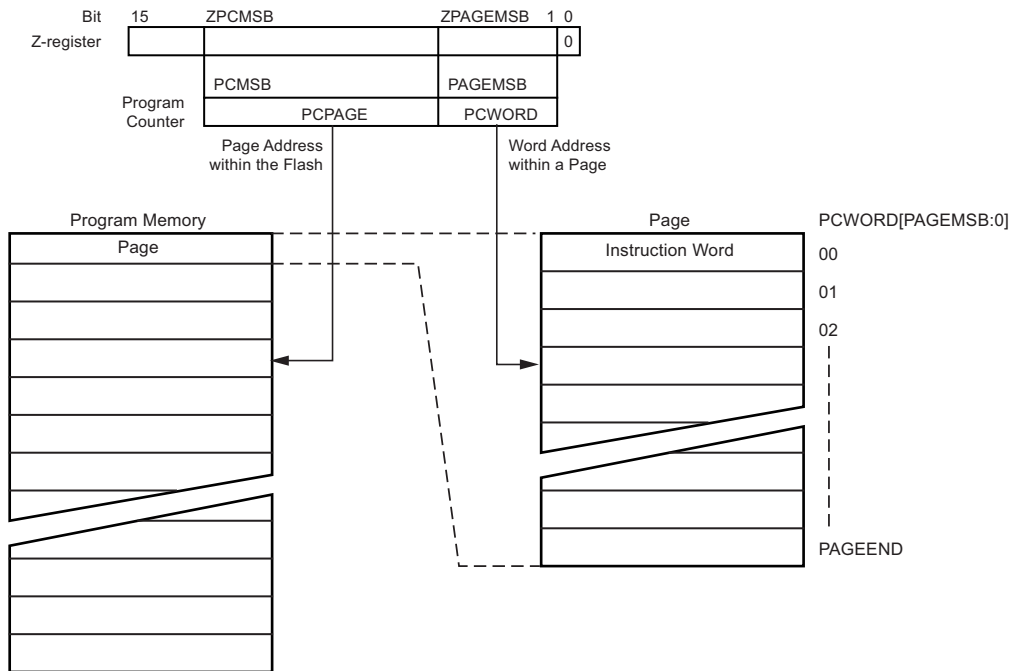 Bit 15 ZPCMSB ZPAGEMSB 1 0
Z-register 0
PCMSB PAGEMSB
Program
Counter
PCPAGE PCWORD
Page Address
within the Flash
Word Address
within a Page
Program Memory
Page
Page PCWORD[PAGEMSB:0]
Instruction Word 00
01
02
PAGEEND